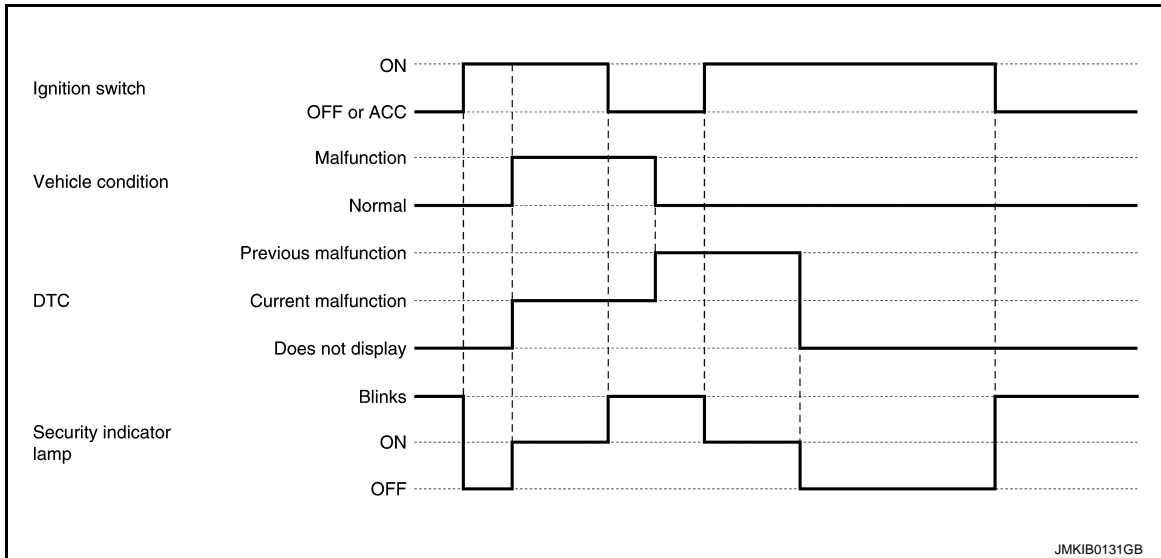 Ignition switch
ON
OFF or ACC
Vehicle condition
Malfunction
Normal
DTC
Previous malfunction
Current malfunction
Does not display
Security indicator
lamp
Blinks
ON
OFF
JMKIB0131GB